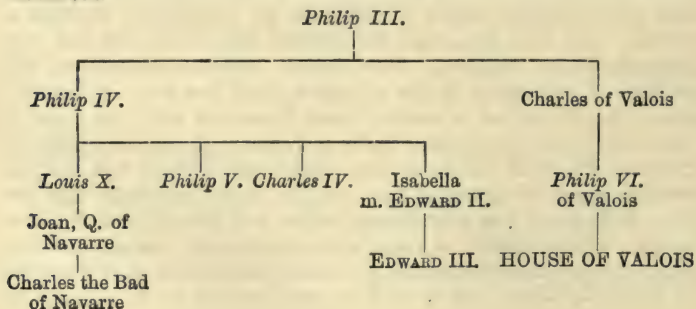 Philip III.
Philip IV. Charles of Valois
Louis X. Philip V. Charles IV. Isabella Philip VI.
m. EDWARD II. of Valois
Joan, Q. of
Navarre
EDWARD III. HOUSE OF VALOIS
Charles the Bad
of Navarre